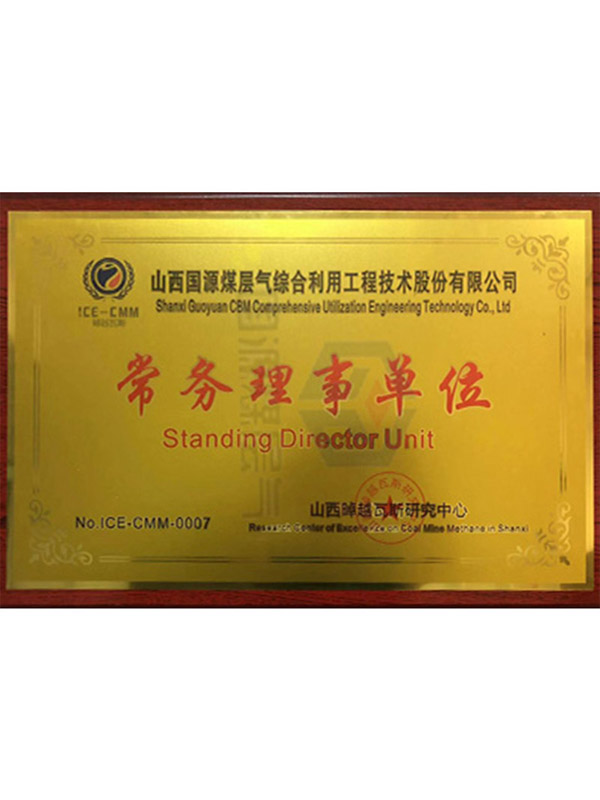 山西国源煤层气综合利用工程技术股份有限公司
Shanxi Guoyuan CBM Comprehensive Utilization Engineering Technology Co., Ltd
ICE-CMM
常务理事单位
Standing Director Unit
山西晫越瓦斯研究中心
No.ICE-CMM-0007
Research Center of Excellence on Coal Mine Methane in Shanxi